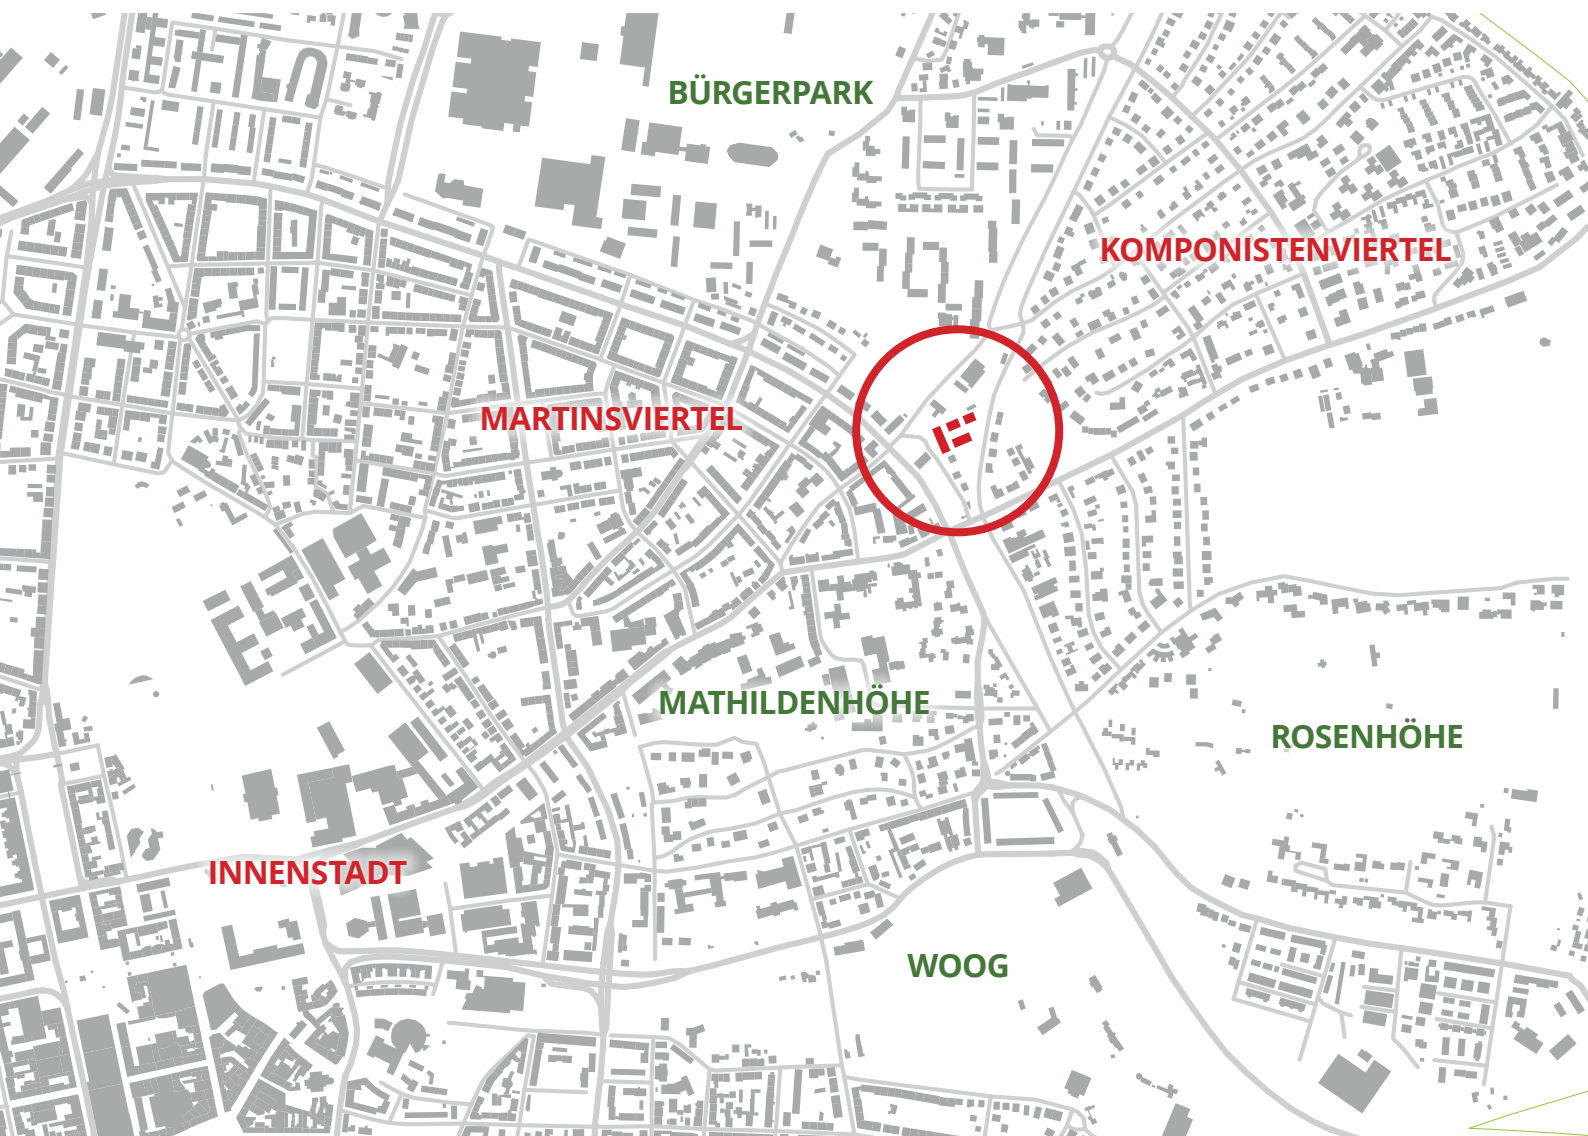 BÜRGERPARK
KOMPONISTENVIERTEL
MARTINSVIERTEL
MATHILDENHÖHE
ROSENHÖHE
INNENSTADT
WOOG